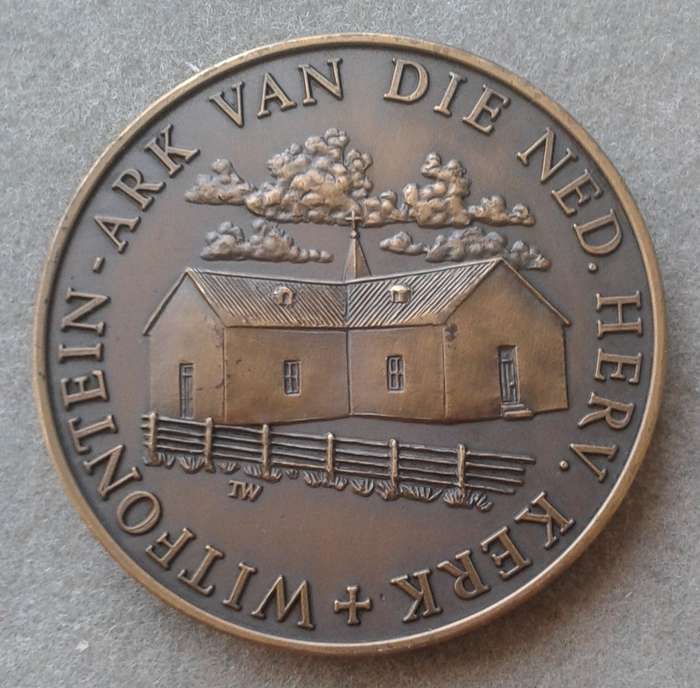 WITFONTEIN - ARK VAN DIE NED. HERV. KERK +
TW